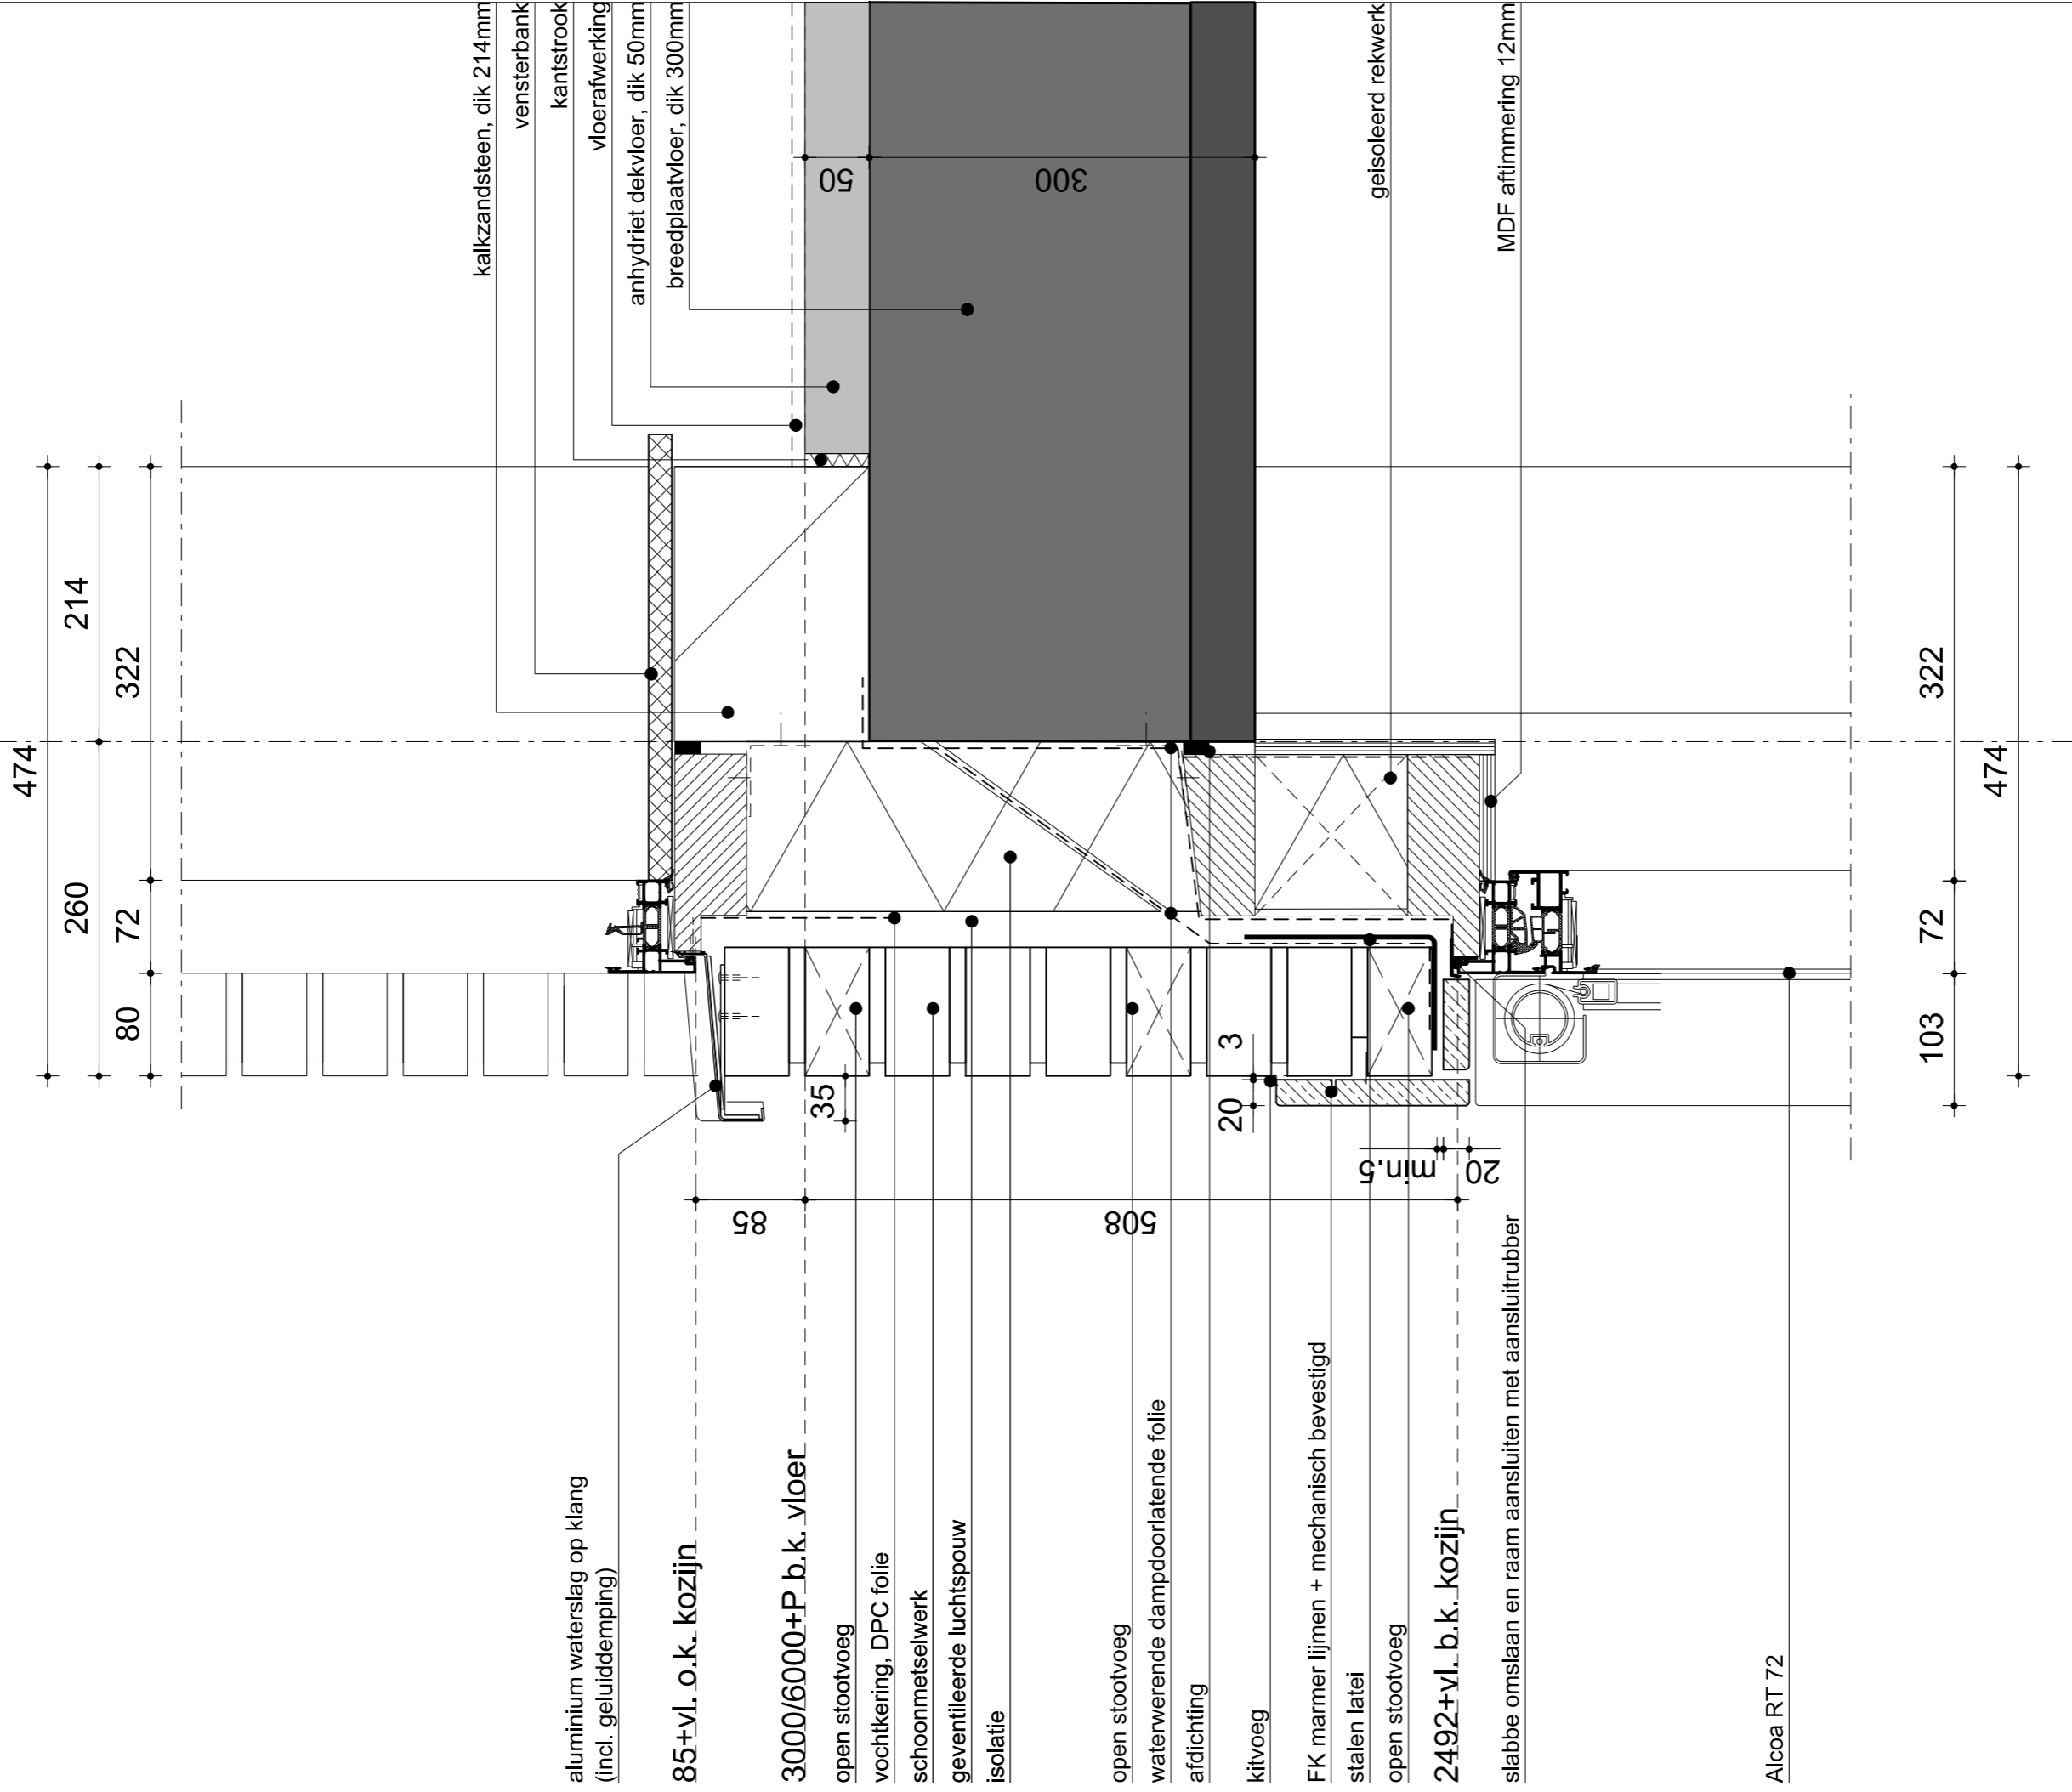 kalkzandsteen, dik 214mm
vensterbank
kantstrook
vloerafwerking
anhydriet dekvloer, dik 50mm
breedplaatvloer, dik 300mm
geisoleerd rekwerk
MDF aftimmering 12mm
50
300
474
214
260
322
72
80
322
72
103
474
35
3
20
min.5
20
85
508
aluminium waterslag op klang
(incl. geluiddemping)
85+vl. o.k. kozijn
3000/6000+P b.k. vloer
open stootvoeg
vochtkering, DPC folie
schoonmetselwerk
geventileerde luchtspouw
isolatie
open stootvoeg
waterwerende dampdoorlatende folie
afdichting
kitvoeg
FK marmer lijmen + mechanisch bevestigd
stalen latei
open stootvoeg
2492+vl. b.k. kozijn
slabbe omslaan en raam aansluiten met aansluitrubber
Alcoa RT 72